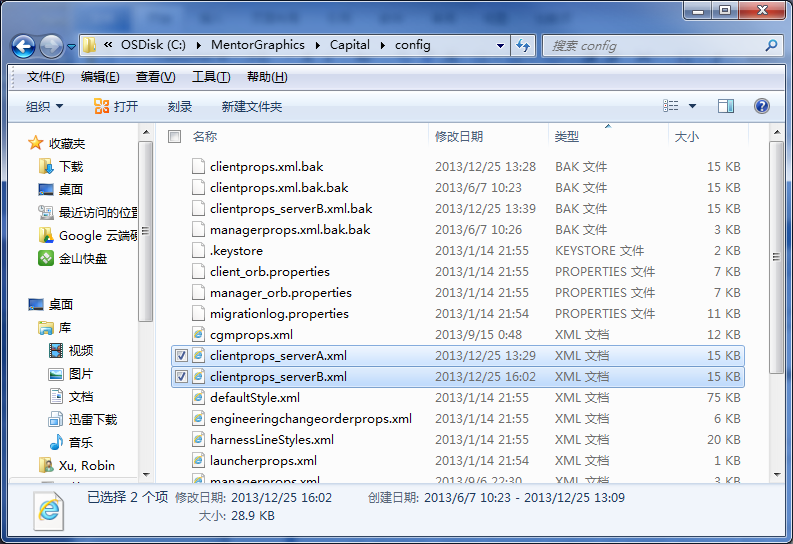 « OSDisk (C:) MentorGraphics Capital config
搜索 config
文件(F) 编辑(E) 查看(V) 工具(T) 帮助(H)
组织 打开 刻录 新建文件夹
收藏夹
下载
桌面
最近访问的位置
Google 云端硬
金山快盘
桌面
库
视频
图片
文档
迅雷下载
音乐
Xu, Robin
名称 修改日期 类型 大小
clientprops.xml.bak 2013/12/25 13:28 BAK 文件 15 KB
clientprops.xml.bak.bak 2013/6/7 10:23 BAK 文件 15 KB
clientprops_serverB.xml.bak 2013/12/25 13:39 BAK 文件 15 KB
managerprops.xml.bak.bak 2013/6/7 10:26 BAK 文件 3 KB
.keystore 2013/1/14 21:55 KEYSTORE 文件 2 KB
client_orb.properties 2013/1/14 21:55 PROPERTIES 文件 7 KB
manager_orb.properties 2013/1/14 21:55 PROPERTIES 文件 7 KB
migrationlog.properties 2013/1/14 21:54 PROPERTIES 文件 11 KB
cgmprops.xml 2013/9/15 0:48 XML 文档 12 KB
clientprops_serverA.xml 2013/12/25 13:29 XML 文档 15 KB
clientprops_serverB.xml 2013/12/25 16:02 XML 文档 15 KB
defaultStyle.xml 2013/1/14 21:55 XML 文档 75 KB
engineeringchangeorderprops.xml 2013/1/14 21:55 XML 文档 6 KB
harnessLineStyles.xml 2013/1/14 21:55 XML 文档 20 KB
launcherprops.xml 2013/1/14 21:54 XML 文档 1 KB
managerprops.xml 2013/9/6 22:30 XML 文档 3 KB
已选择 2 个项 修改日期: 2013/12/25 16:02 创建日期: 2013/6/7 10:23 - 2013/12/25 13:09
大小: 28.9 KB